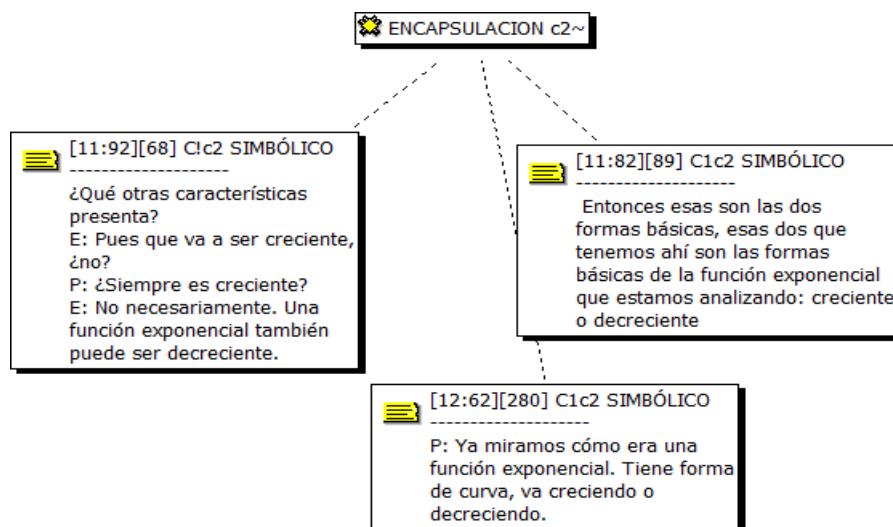 ENCAPSULACION c2~
[11:92][68] C!c2 SIMBÓLICO
--------------------
¿Qué otras características
presenta?
E: Pues que va a ser creciente,
¿no?
P: ¿Siempre es creciente?
E: No necesariamente. Una
función exponencial también
puede ser decreciente.
[11:82][89] C1c2 SIMBÓLICO
--------------------
Entonces esas son las dos
formas básicas, esas dos que
tenemos ahí son las formas
básicas de la función exponencial
que estamos analizando: creciente
o decreciente
[12:62][280] C1c2 SIMBÓLICO
--------------------
P: Ya miramos cómo era una
función exponencial. Tiene forma
de curva, va creciendo o
decreciendo.